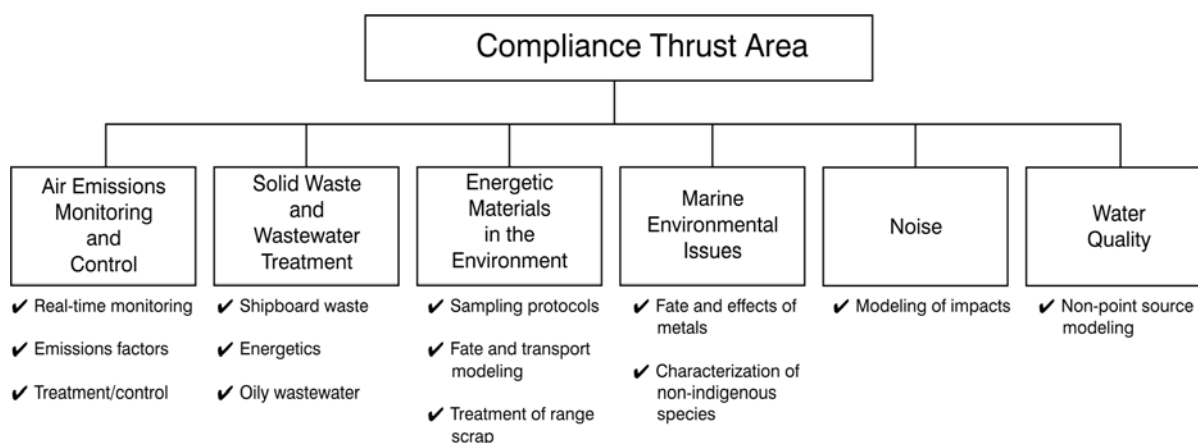 Compliance Thrust Area
Air Emissions
Monitoring
and
Control
✔ Real-time monitoring
✔ Emissions factors
✔ Treatment/control
Solid Waste
and
Wastewater
Treatment
✔ Shipboard waste
✔ Energetics
✔ Oily wastewater
Energetic
Materials
in the
Environment
✔ Sampling protocols
✔ Fate and transport
modeling
✔ Treatment of range
scrap
Marine
Environmental
Issues
✔ Fate and effects of
metals
✔ Characterization of
non-indigenous
species
Noise
✔ Modeling of impacts
Water
Quality
✔ Non-point source
modeling